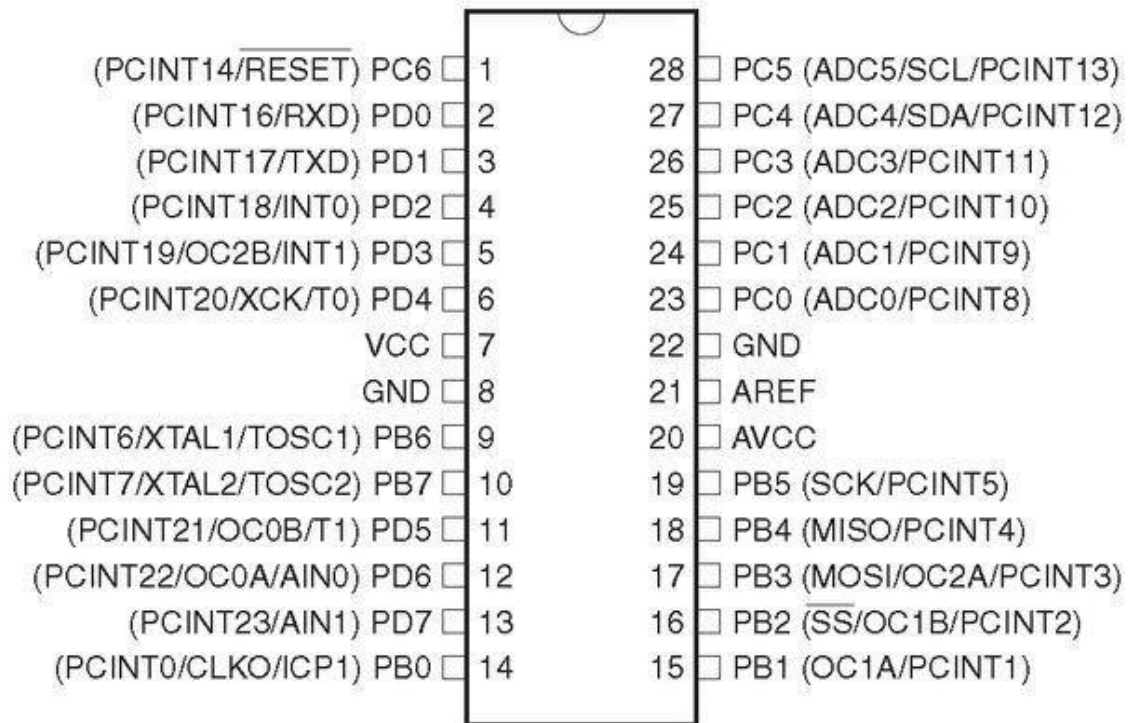 (PCINT14/RESET) PC6 1 28 PC5 (ADC5/SCL/PCINT13)
(PCINT16/RXD) PD0 2 27 PC4 (ADC4/SDA/PCINT12)
(PCINT17/TXD) PD1 3 26 PC3 (ADC3/PCINT11)
(PCINT18/INT0) PD2 4 25 PC2 (ADC2/PCINT10)
(PCINT19/OC2B/INT1) PD3 5 24 PC1 (ADC1/PCINT9)
(PCINT20/XCK/T0) PD4 6 23 PC0 (ADC0/PCINT8)
VCC 7 22 GND
GND 8 21 AREF
(PCINT6/XTAL1/TOSC1) PB6 9 20 AVCC
(PCINT7/XTAL2/TOSC2) PB7 10 19 PB5 (SCK/PCINT5)
(PCINT21/OC0B/T1) PD5 11 18 PB4 (MISO/PCINT4)
(PCINT22/OC0A/AIN0) PD6 12 17 PB3 (MOSI/OC2A/PCINT3)
(PCINT23/AIN1) PD7 13 16 PB2 (SS/OC1B/PCINT2)
(PCINT0/CLKO/ICP1) PB0 14 15 PB1 (OC1A/PCINT1)